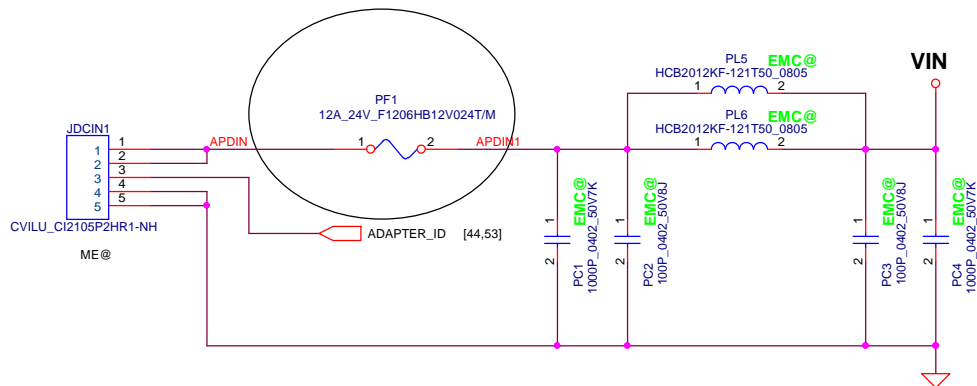 PL5 EMC@
HCB2012KF-121T50_0805
1 2
VIN
PF1
12A_24V_F1206HB12V024T/M
1 2
PL6 EMC@
HCB2012KF-121T50_0805
1 2
JDCIN1
APDIN
APDIN1
1 1
2 2
3 3
4 4
5 5
CVILU_CI2105P2HR1-NH
ME@
ADAPTER_ID [44,53]
1 2
EMC@
PC1
1000P_0402_50V7K
1 2
EMC@
PC2
100P_0402_50V8J
1 2
EMC@
PC3
100P_0402_50V8J
1 2
EMC@
PC4
1000P_0402_50V7K